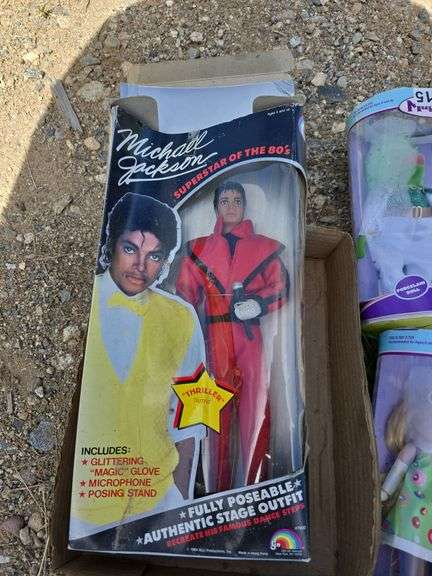 Michael
Jackson
SUPERSTAR OF THE 80's
"THRILLER"
OUTFIT
INCLUDES:
★ GLITTERING
"MAGIC" GLOVE
★ MICROPHONE
★ POSING STAND
FULLY POSEABLE
★ AUTHENTIC STAGE OUTFIT
RECREATE HIS FAMOUS DANCE STEPS
15
PORCELAIN
DOLL